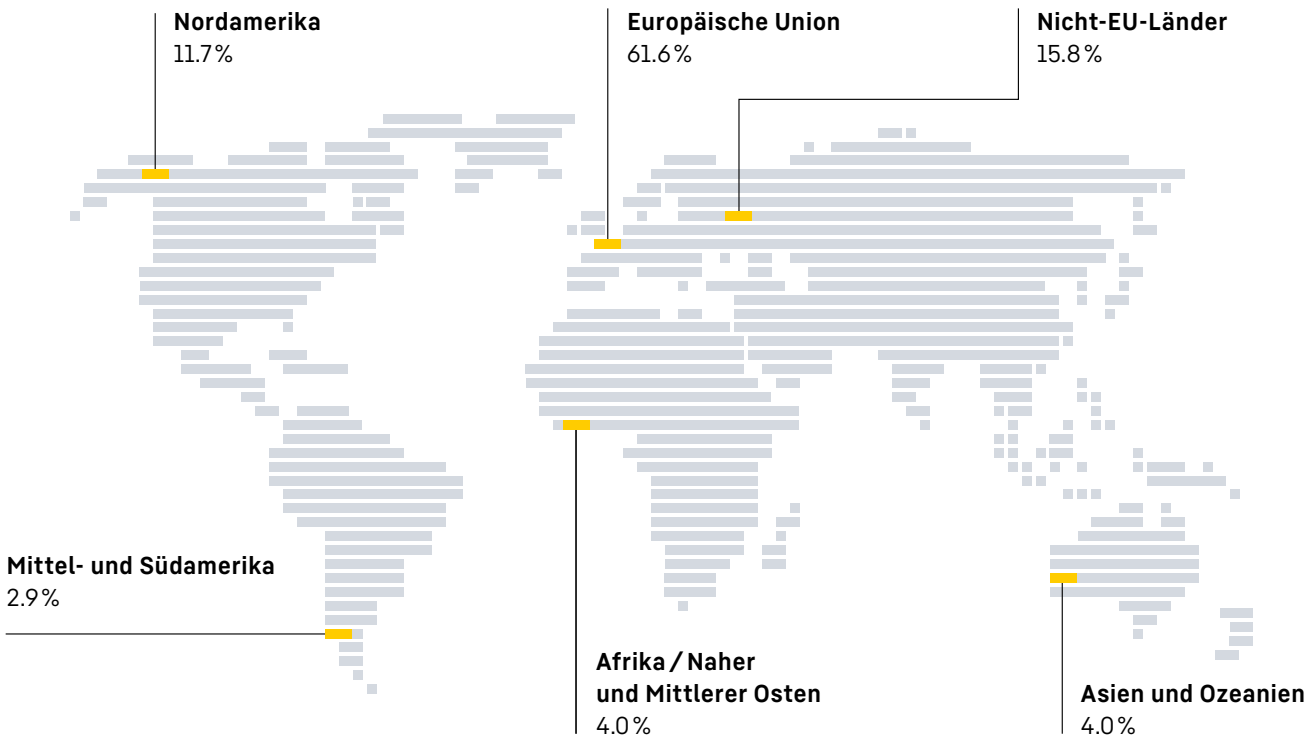 Nordamerika
11.7 %
Europäische Union
61.6 %
Nicht-EU-Länder
15.8 %
Mittel- und Südamerika
2.9 %
Afrika / Naher
und Mittlerer Osten
4.0 %
Asien und Ozeanien
4.0 %